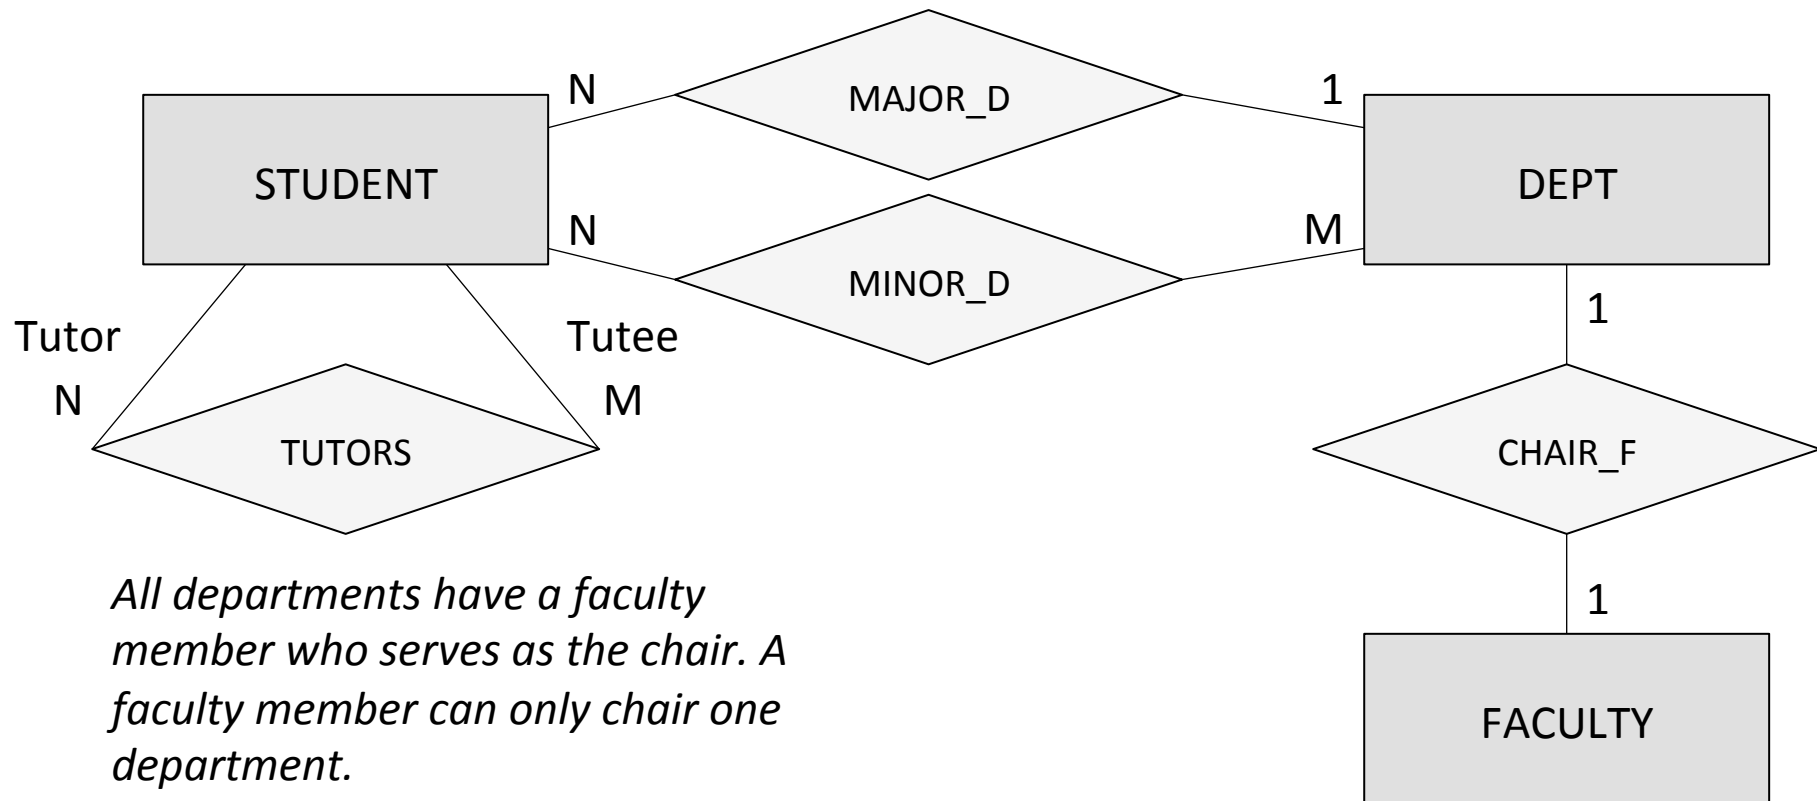 N
MAJOR_D
1
STUDENT
DEPT
N
MINOR_D
M
Tutor
Tutee
1
N
M
TUTORS
CHAIR_F
All departments have a faculty
member who serves as the chair. A
faculty member can only chair one
department.
1
FACULTY